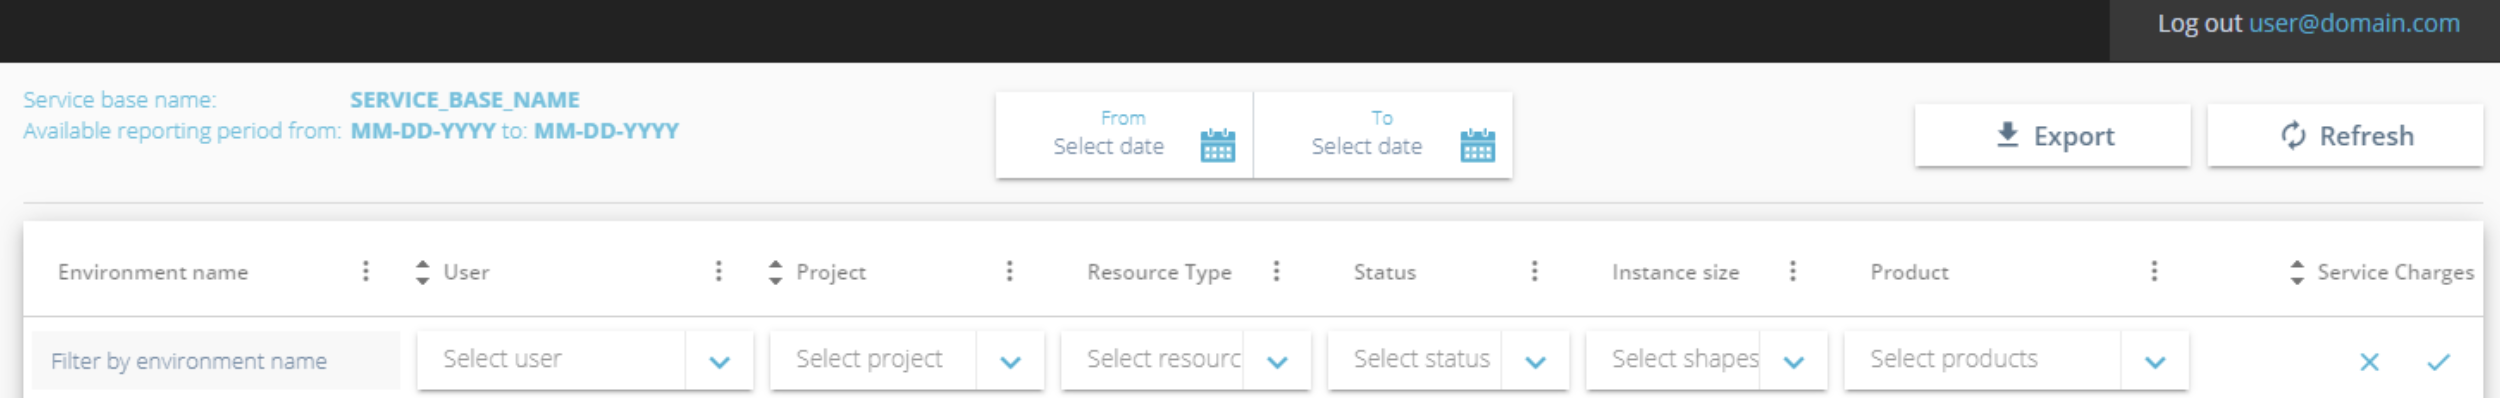 Log out user@domain.com
Service base name: SERVICE_BASE_NAME
Available reporting period from: MM-DD-YYYY to: MM-DD-YYYY
From To
Select date Select date
Export Refresh
Environment name User Project Resource Type Status Instance size Product Service Charges
Filter by environment name Select user Select project Select resourc Select status Select shapes Select products